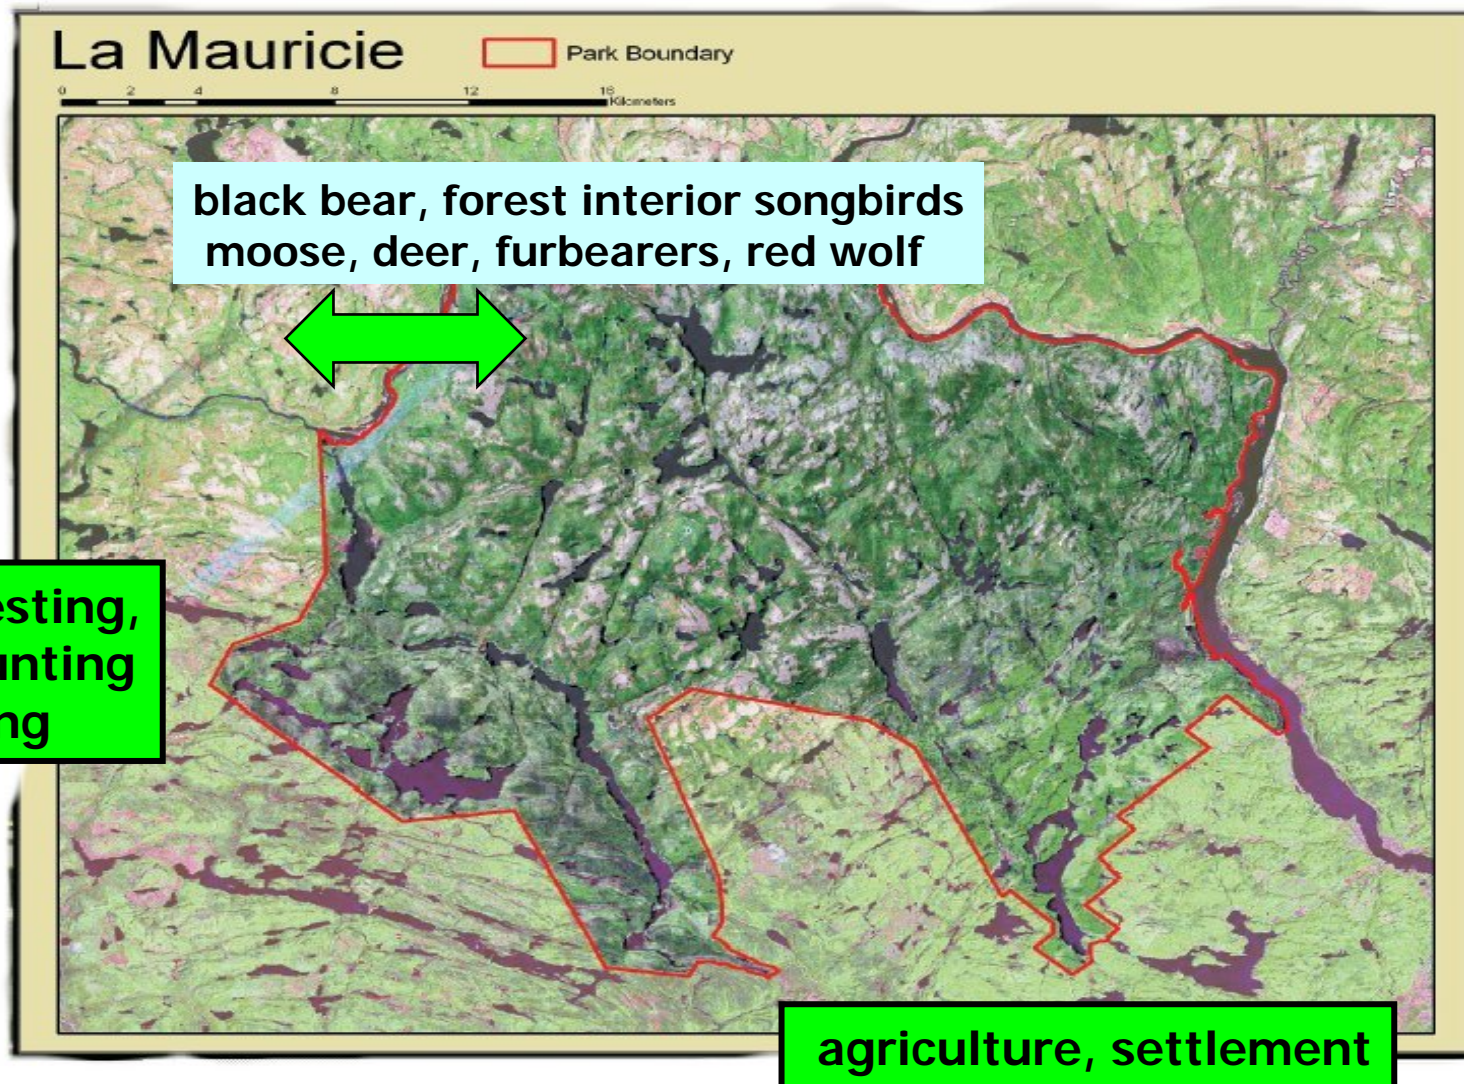 La Mauricie
Park Boundary
0 2 4 8 12 16
Kilometers
black bear, forest interior songbirds
moose, deer, furbearers, red wolf
esting,
unting
ng
agriculture, settlement